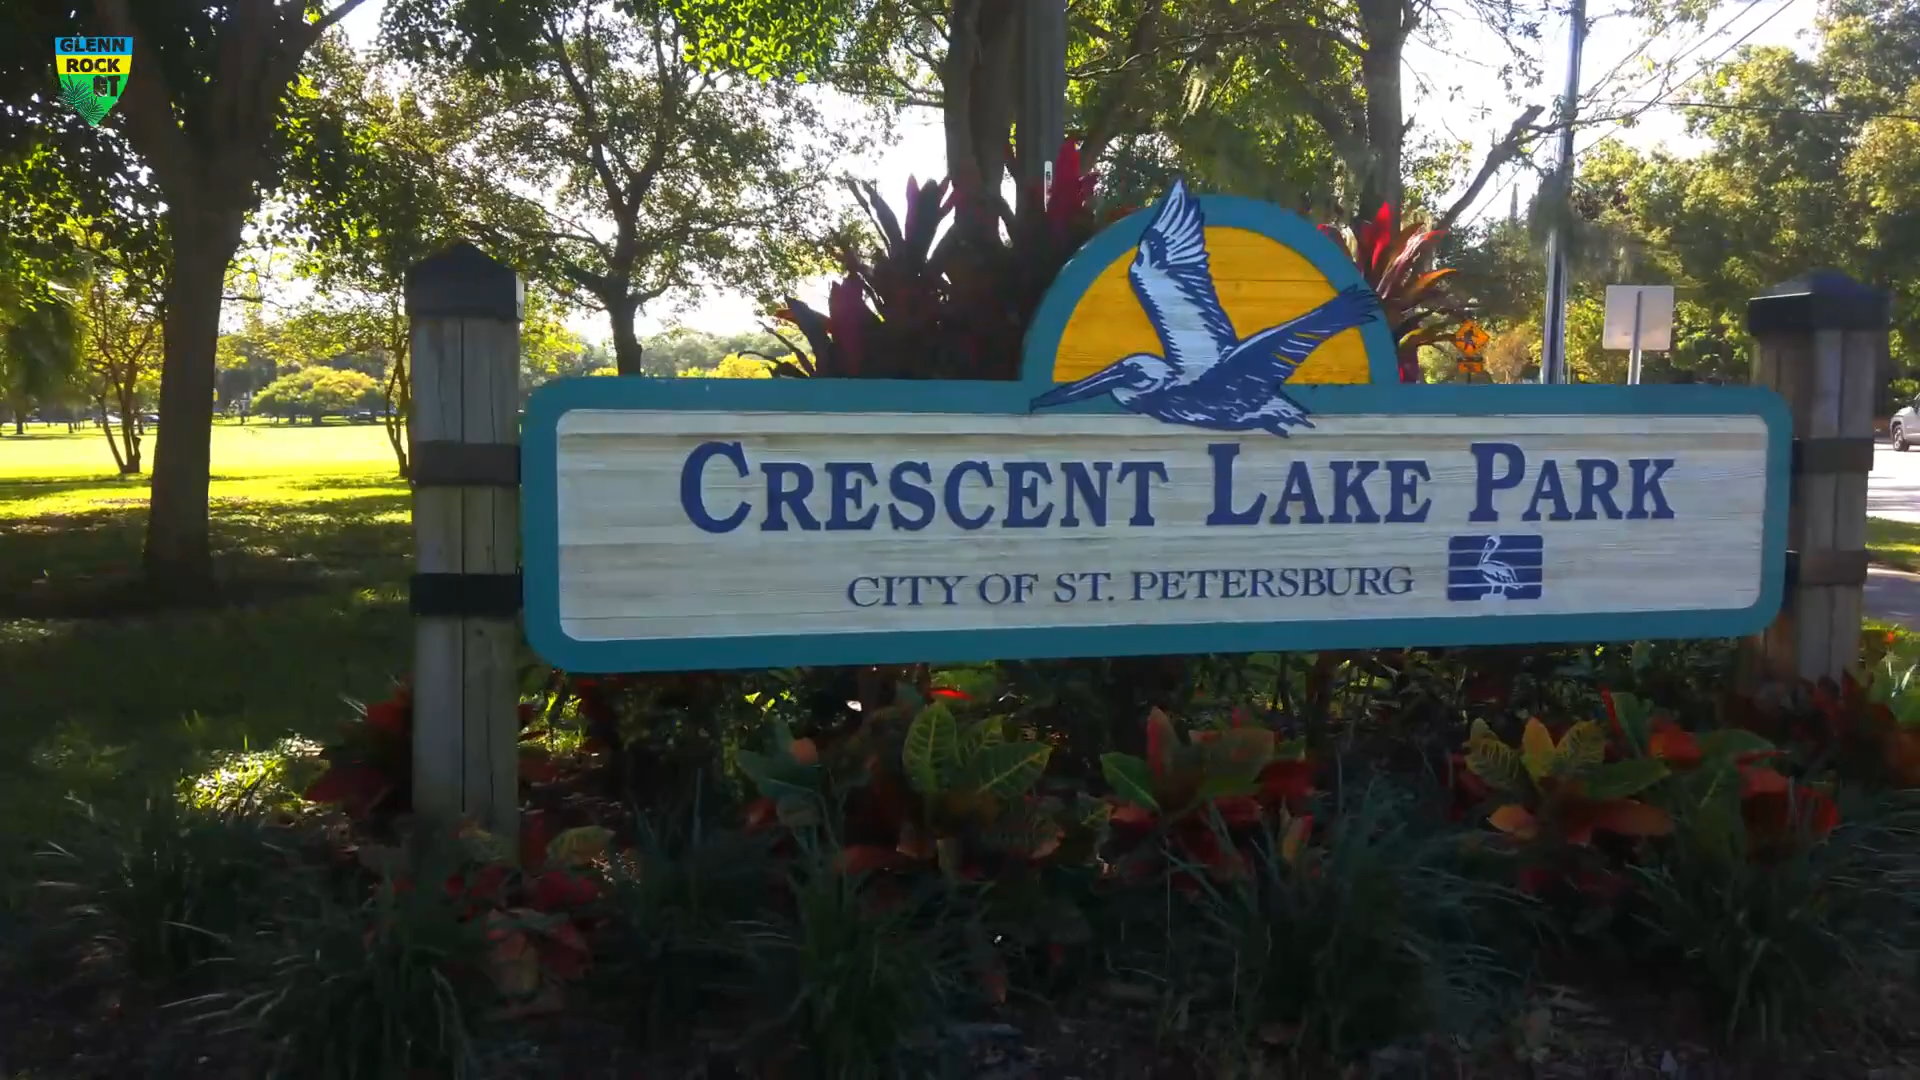 GLENN
ROCK
CRESCENT LAKE PARK
CITY OF ST. PETERSBURG